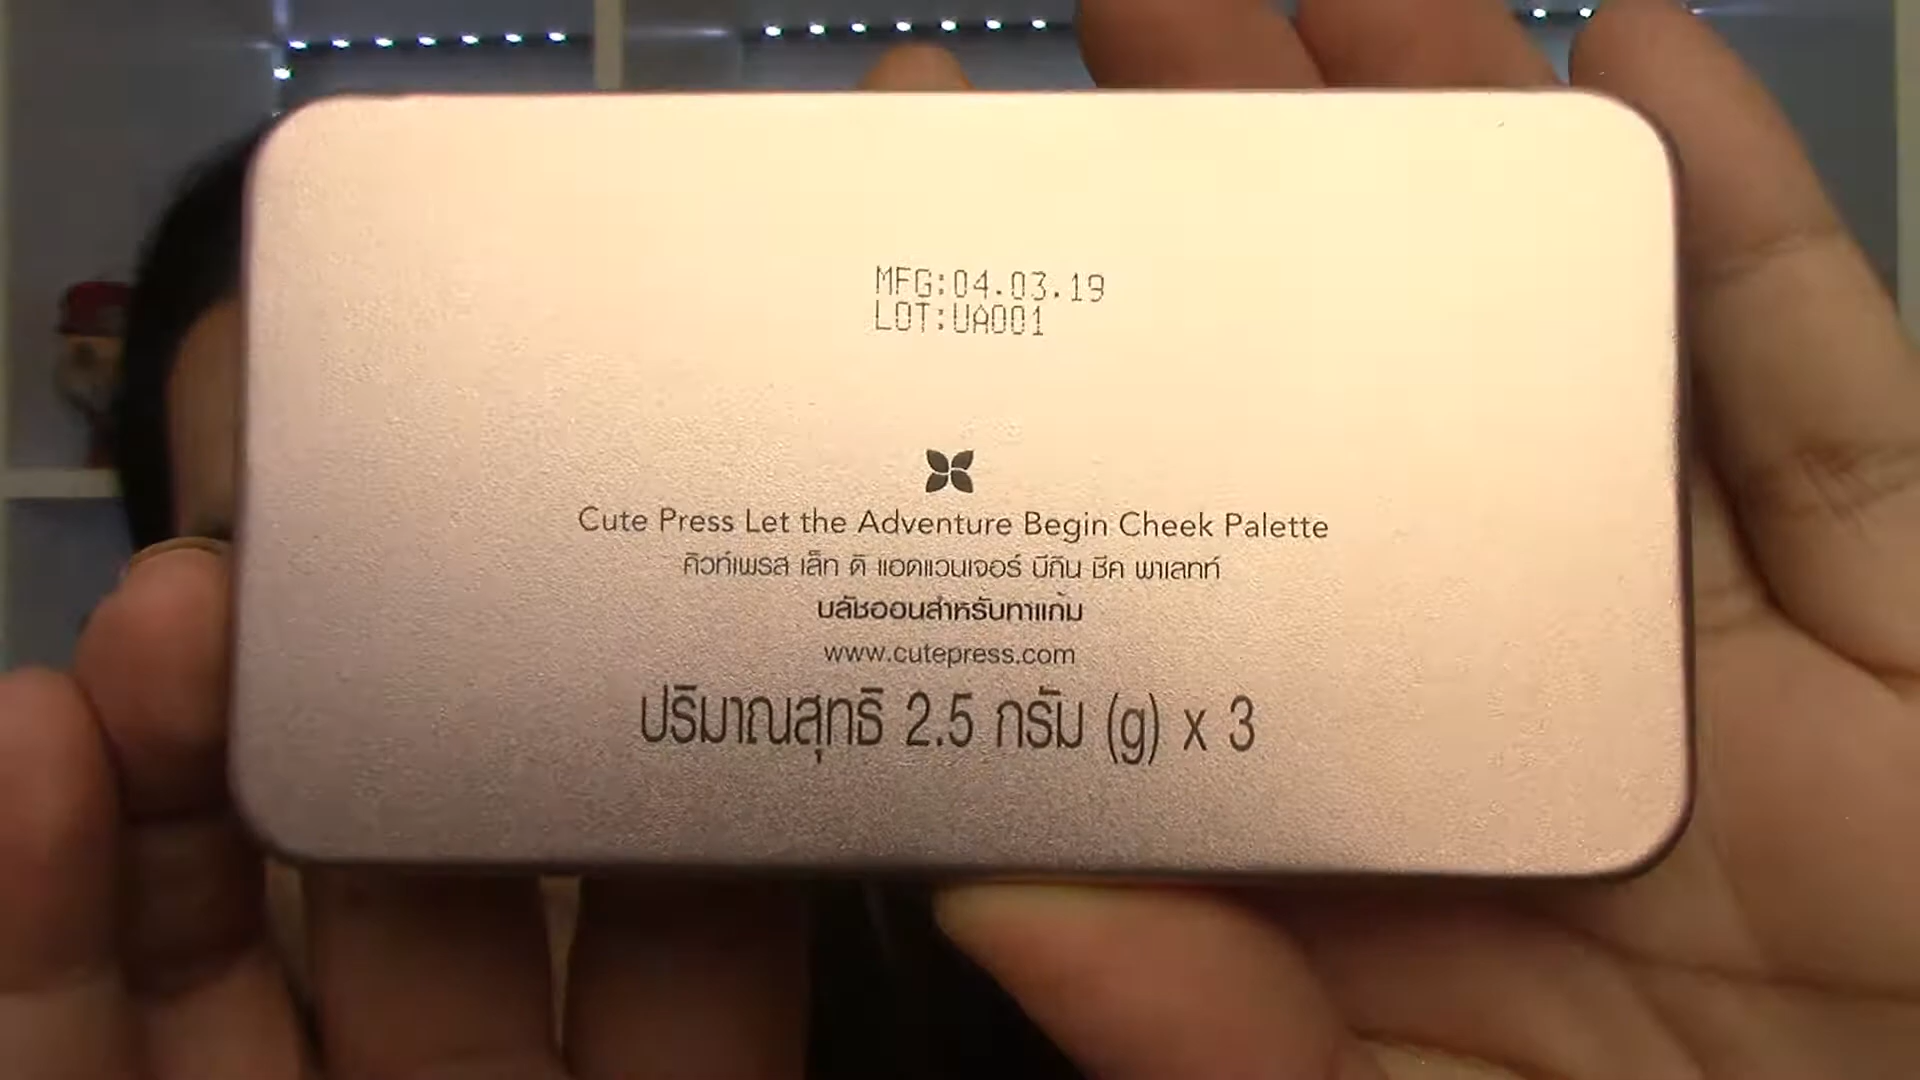 MFG:04.03.19
LOT:UA001
Cute Press Let the Adventure Begin Cheek Palette
คิวท์เพรส เล็ท ดิ แอดแวนเจอร์ บีกิน ชีค พาเลทท์
บลัชออนสำหรับทาแก้ม
www.cutepress.com
ปริมาณสุทธิ 2.5 กรัม (g) x 3